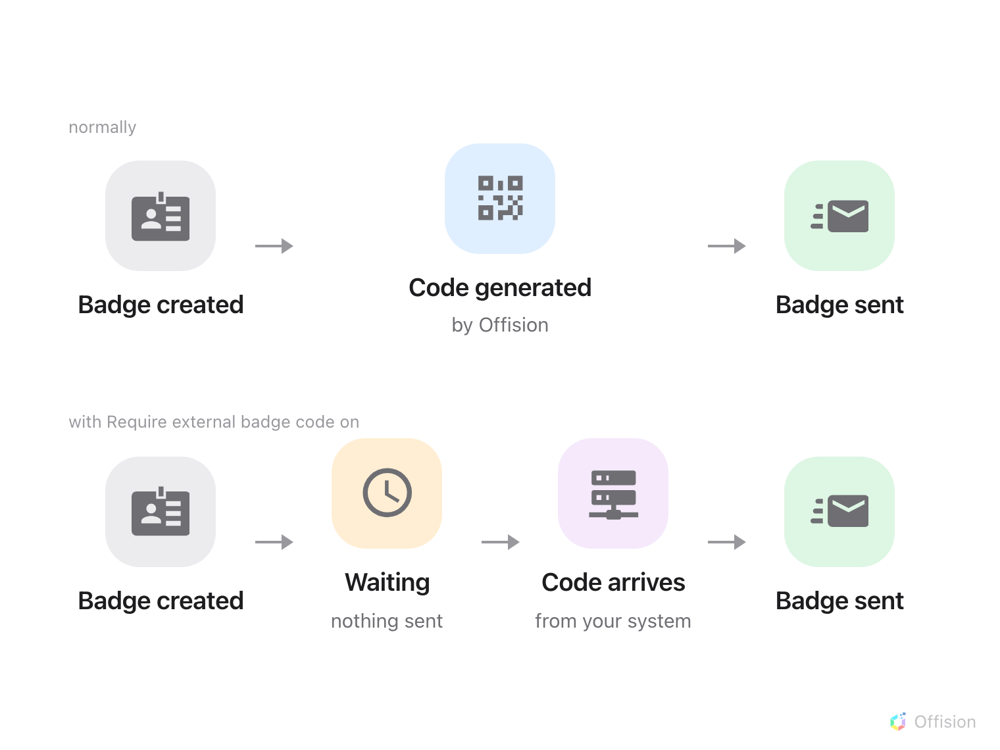 normally
Badge created
Code generated
by Offision
Badge sent
with Require external badge code on
Badge created
Waiting
nothing sent
Code arrives
from your system
Badge sent
Offision